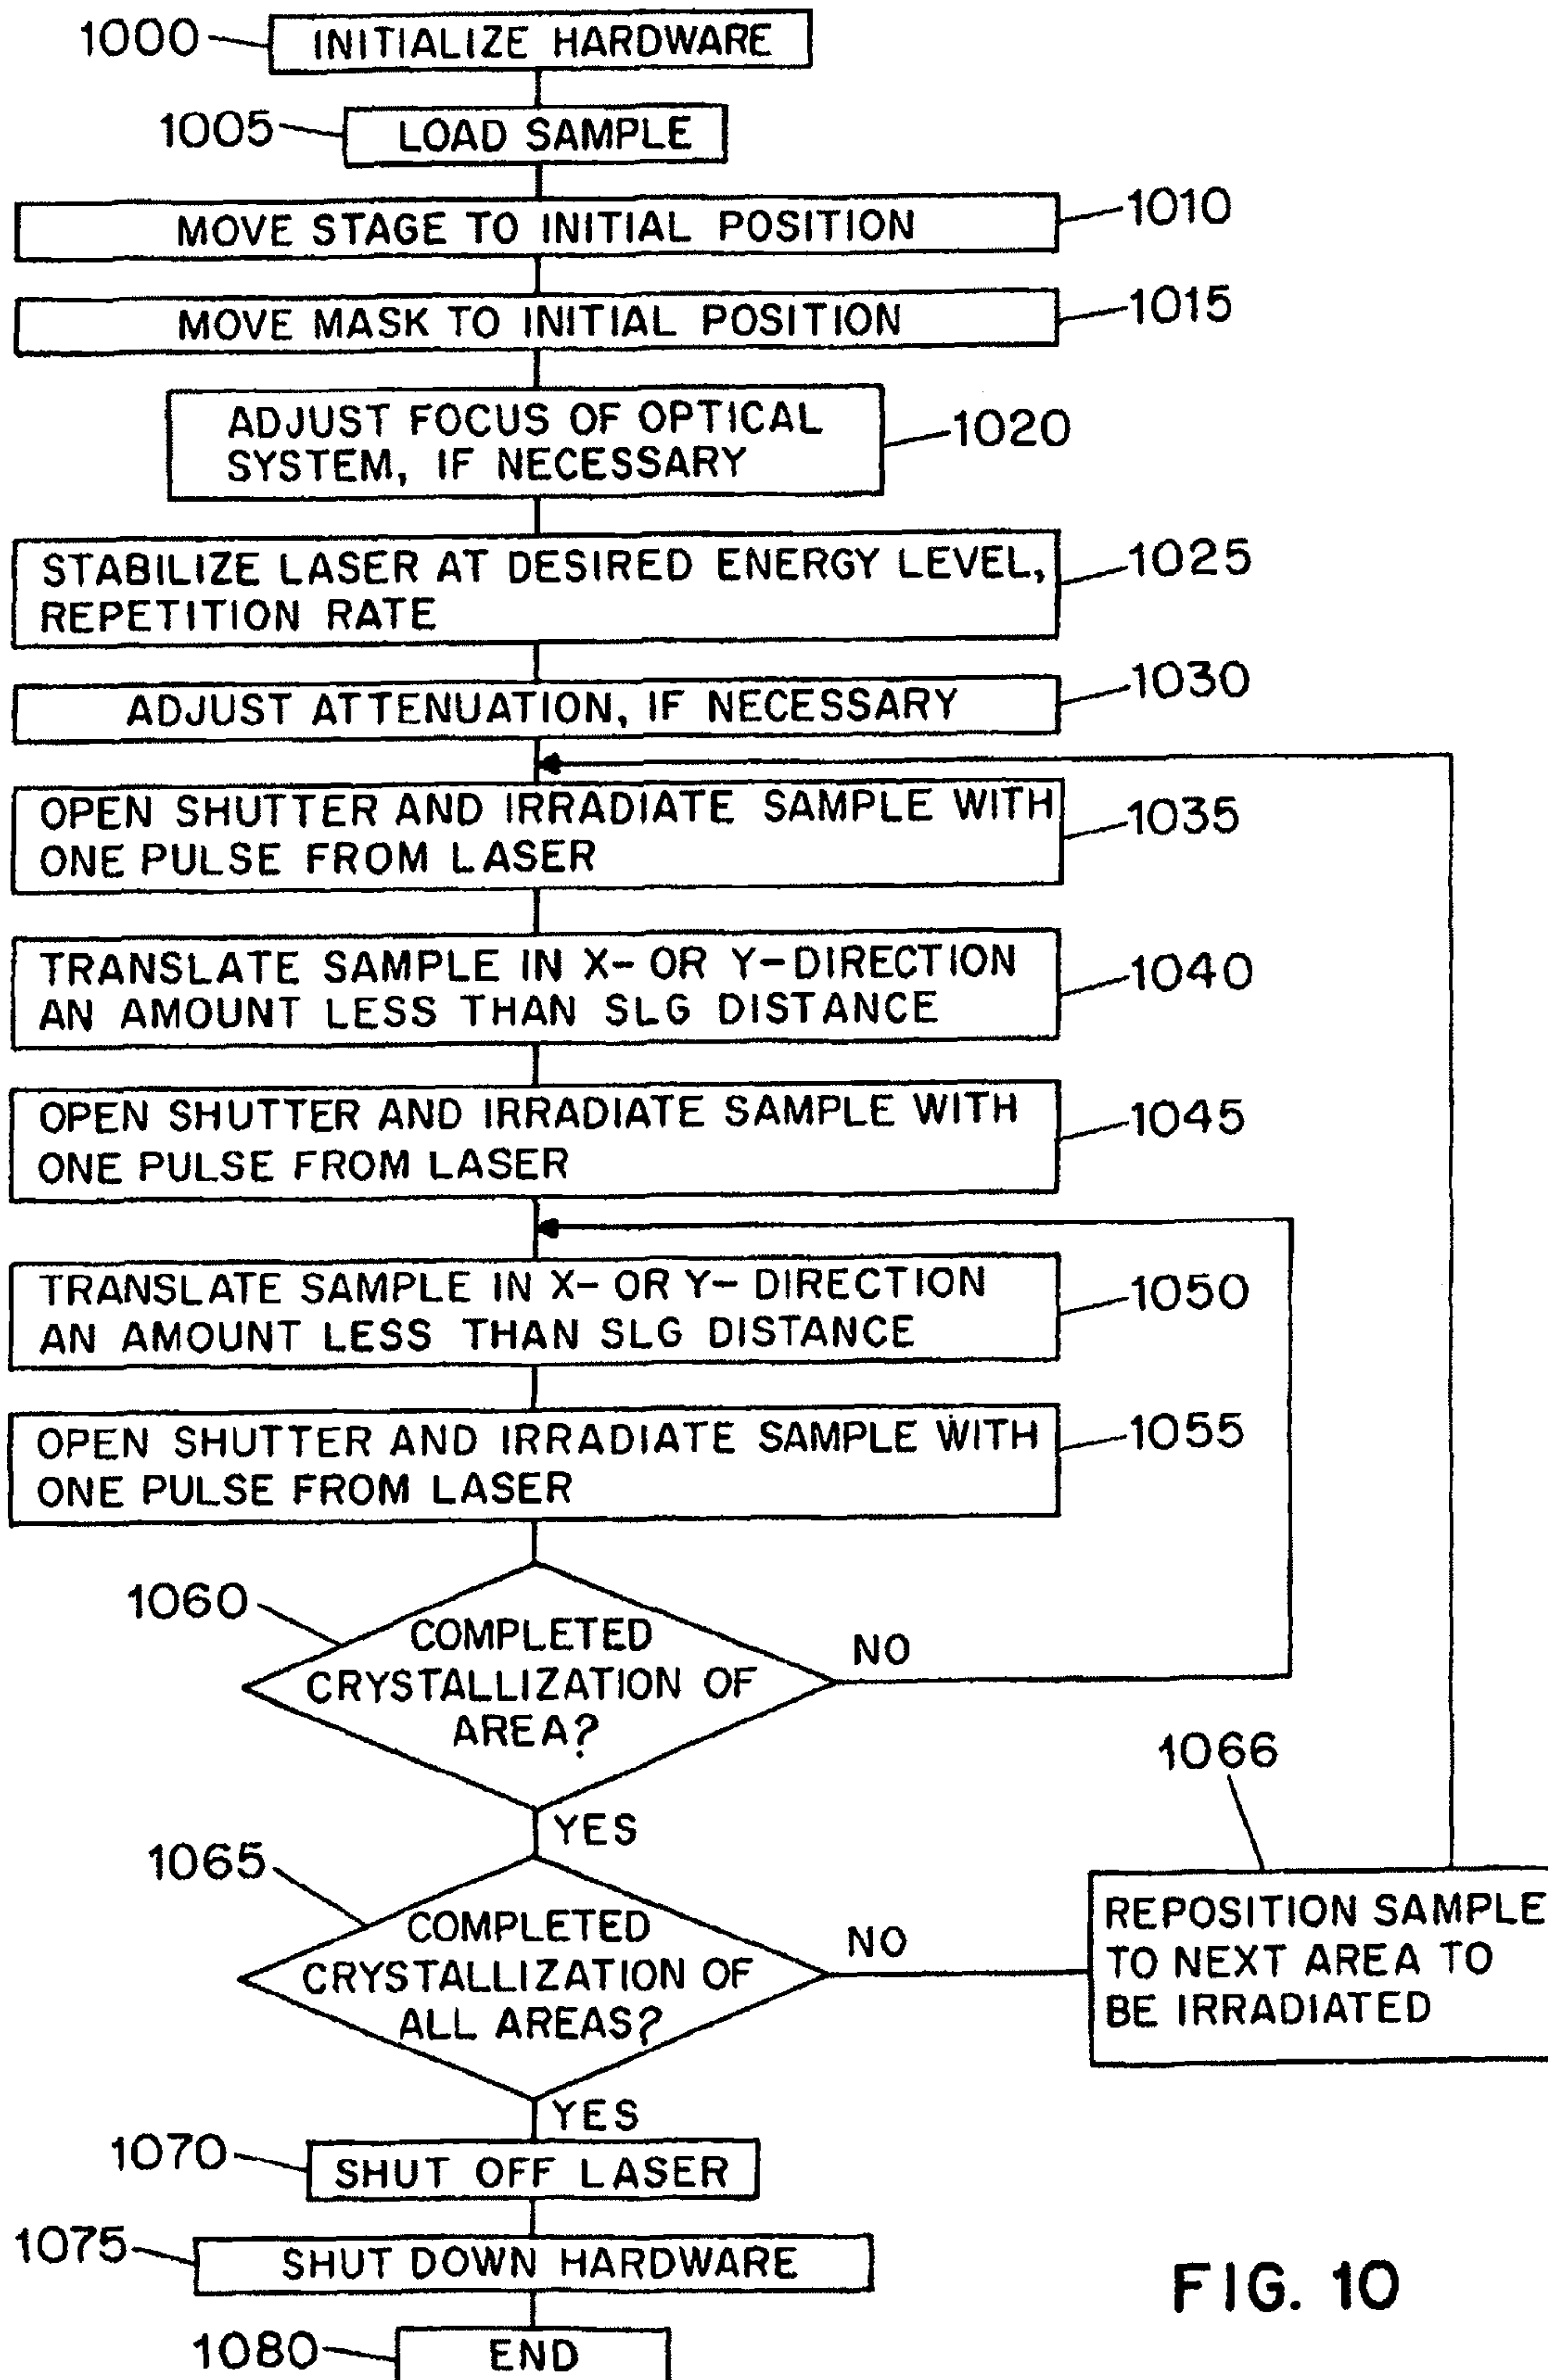 1000
INITIALIZE HARDWARE
1005
LOAD SAMPLE
MOVE STAGE TO INITIAL POSITION
1010
MOVE MASK TO INITIAL POSITION
1015
ADJUST FOCUS OF OPTICAL
SYSTEM, IF NECESSARY
1020
STABILIZE LASER AT DESIRED ENERGY LEVEL,
REPETITION RATE
1025
ADJUST ATTENUATION, IF NECESSARY
1030
OPEN SHUTTER AND IRRADIATE SAMPLE WITH
ONE PULSE FROM LASER
1035
TRANSLATE SAMPLE IN X- OR Y-DIRECTION
AN AMOUNT LESS THAN SLG DISTANCE
1040
OPEN SHUTTER AND IRRADIATE SAMPLE WITH
ONE PULSE FROM LASER
1045
TRANSLATE SAMPLE IN X- OR Y- DIRECTION
AN AMOUNT LESS THAN SLG DISTANCE
1050
OPEN SHUTTER AND IRRADIATE SAMPLE WITH
ONE PULSE FROM LASER
1055
1060
COMPLETED
CRYSTALLIZATION OF
AREA?
NO
YES
1065
COMPLETED
CRYSTALLIZATION OF
ALL AREAS?
NO
1066
REPOSITION SAMPLE
TO NEXT AREA TO
BE IRRADIATED
YES
1070
SHUT OFF LASER
1075
SHUT DOWN HARDWARE
1080
END
FIG. 10